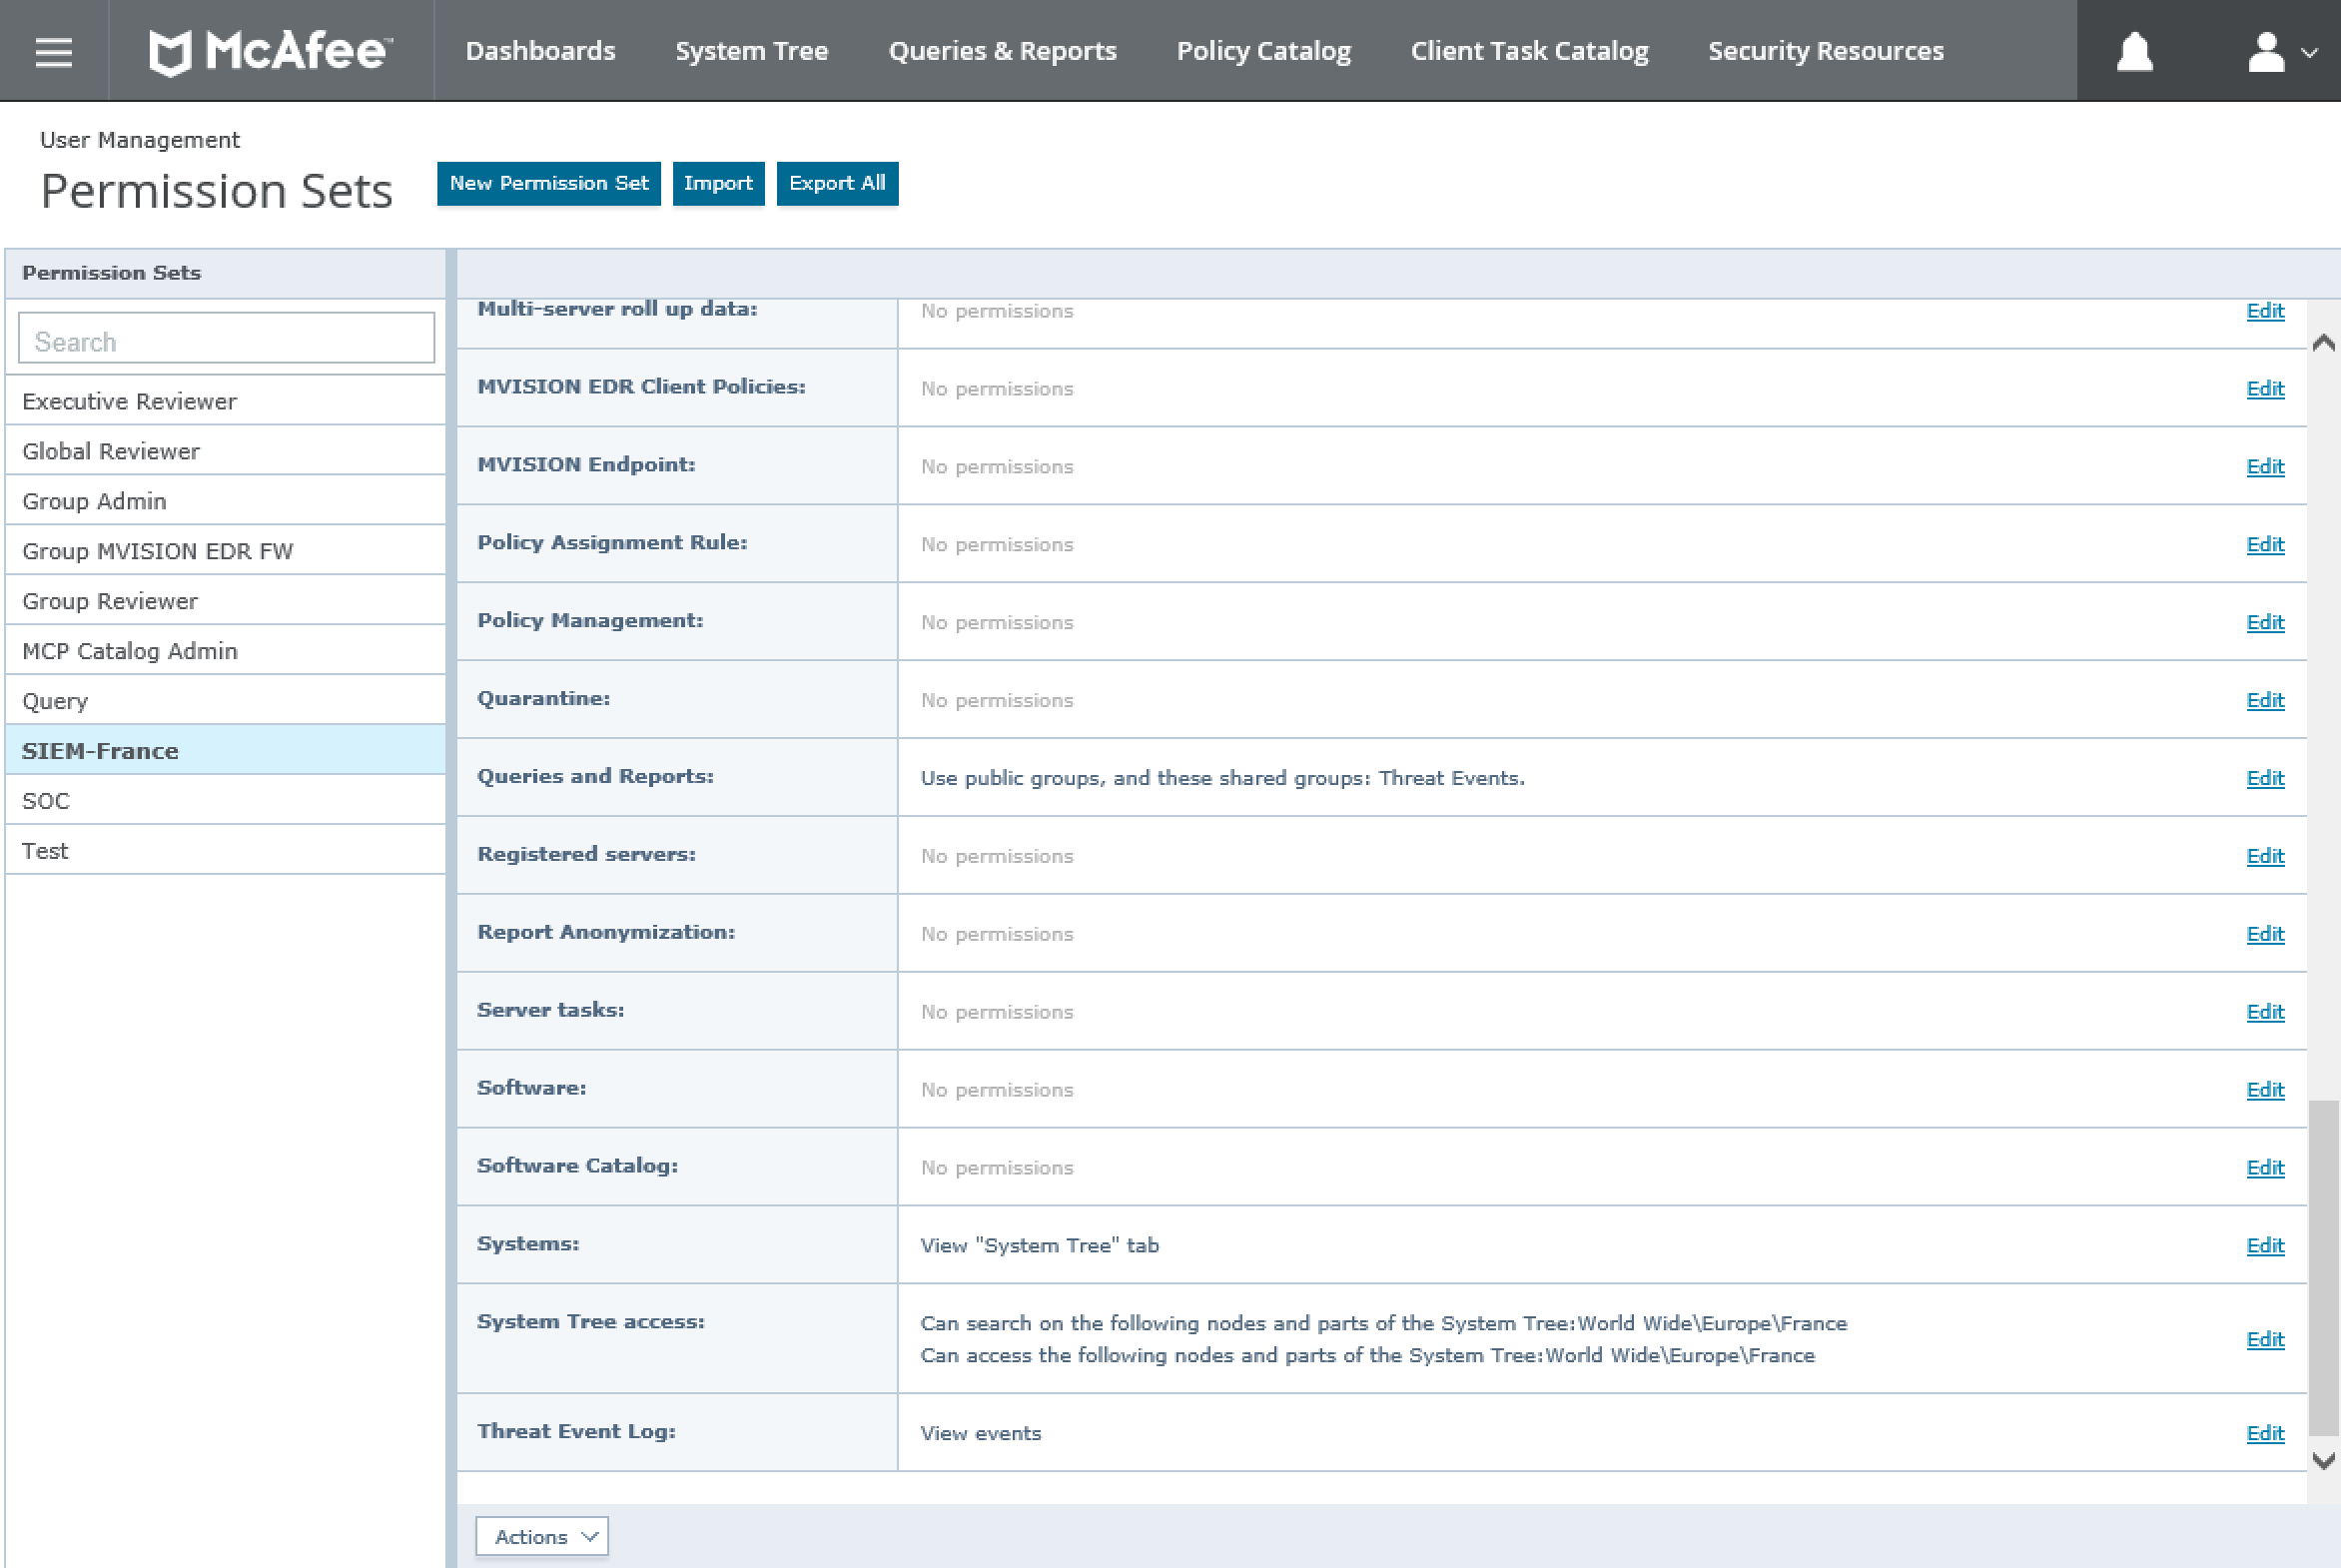 McAfee™
Dashboards
System Tree
Queries & Reports
Policy Catalog
Client Task Catalog
Security Resources
User Management
Permission Sets
New Permission Set
Import
Export All
Permission Sets
Search
Executive Reviewer
Global Reviewer
Group Admin
Group MVISION EDR FW
Group Reviewer
MCP Catalog Admin
Query
SIEM-France
SOC
Test
Multi-server roll up data: No permissions Edit
MVISION EDR Client Policies: No permissions Edit
MVISION Endpoint: No permissions Edit
Policy Assignment Rule: No permissions Edit
Policy Management: No permissions Edit
Quarantine: No permissions Edit
Queries and Reports: Use public groups, and these shared groups: Threat Events. Edit
Registered servers: No permissions Edit
Report Anonymization: No permissions Edit
Server tasks: No permissions Edit
Software: No permissions Edit
Software Catalog: No permissions Edit
Systems: View "System Tree" tab Edit
System Tree access: Can search on the following nodes and parts of the System Tree:World Wide\Europe\France
Can access the following nodes and parts of the System Tree:World Wide\Europe\France Edit
Threat Event Log: View events Edit
Actions